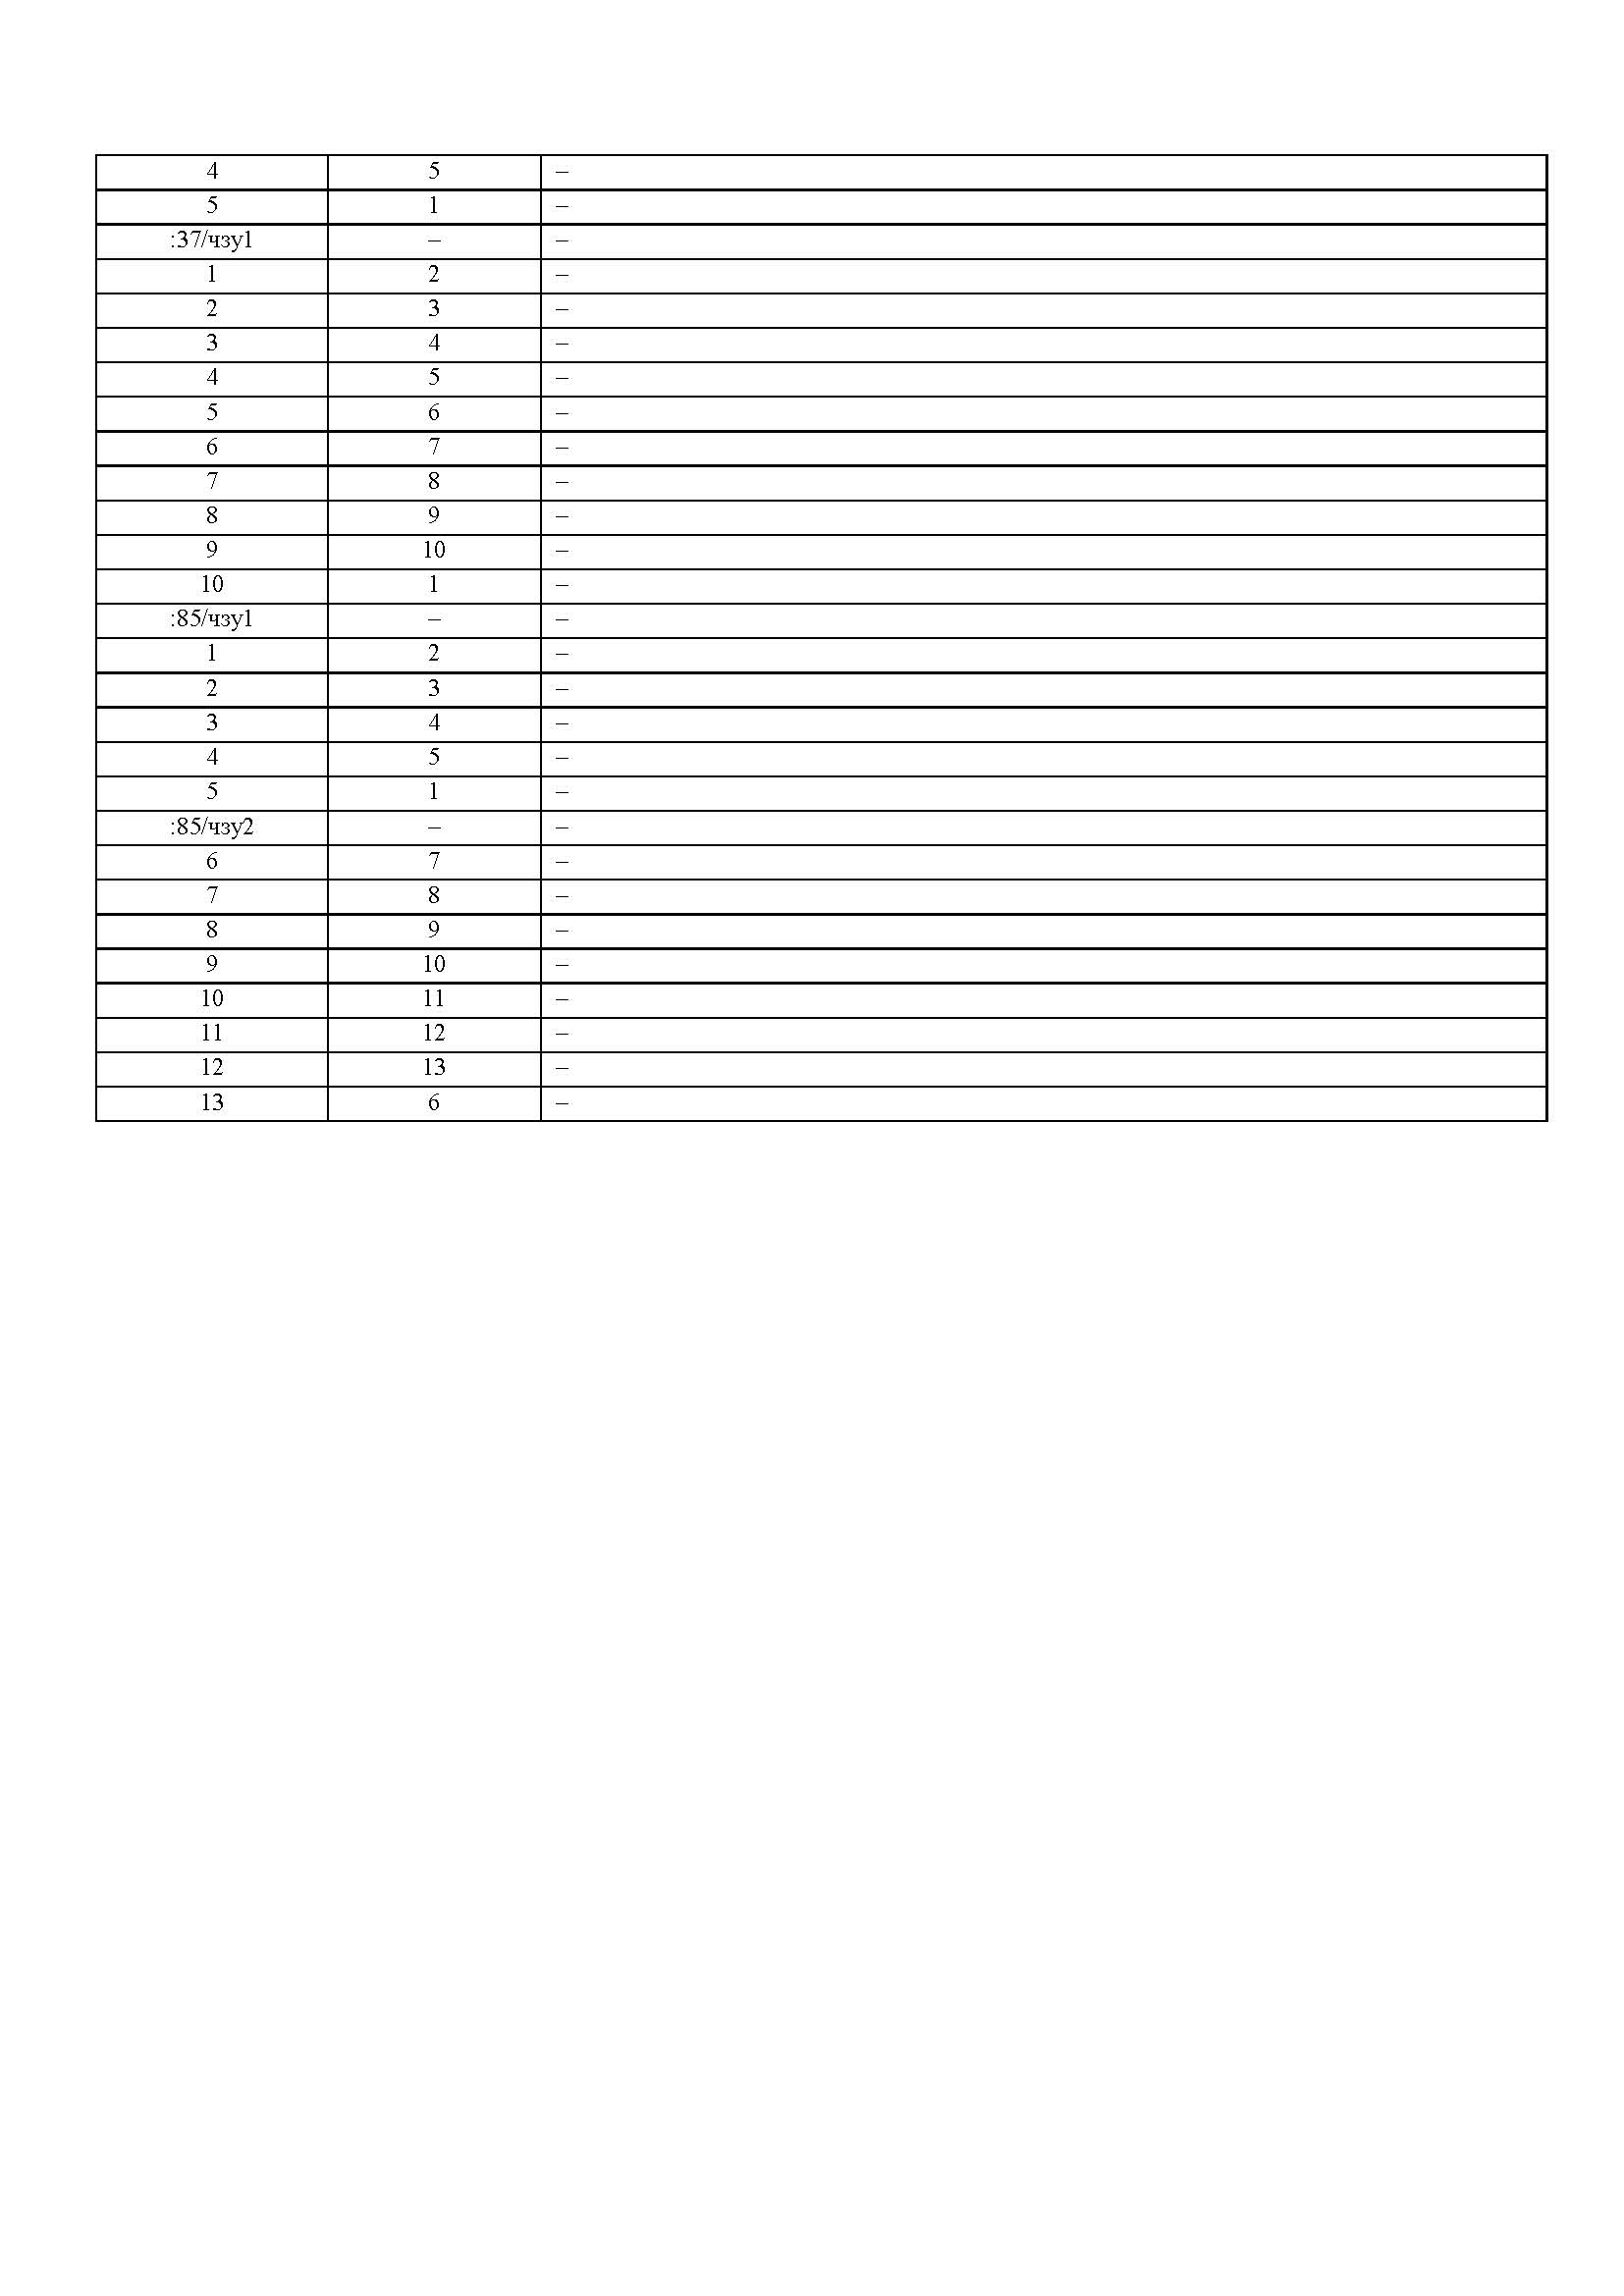 4 5 –
5 1 –
:37/чзу1 – –
1 2 –
2 3 –
3 4 –
4 5 –
5 6 –
6 7 –
7 8 –
8 9 –
9 10 –
10 1 –
:85/чзу1 – –
1 2 –
2 3 –
3 4 –
4 5 –
5 1 –
:85/чзу2 – –
6 7 –
7 8 –
8 9 –
9 10 –
10 11 –
11 12 –
12 13 –
13 6 –